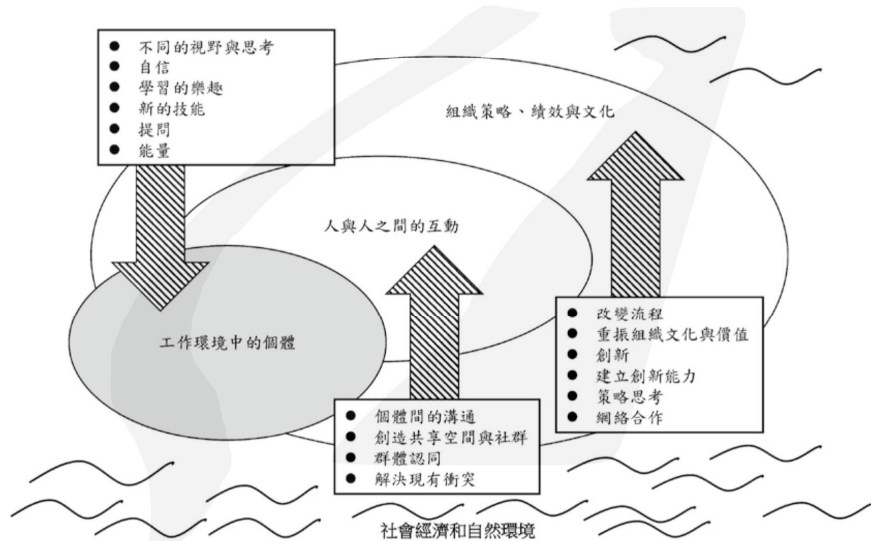 ● 不同的視野與思考
● 自信
● 學習的樂趣
● 新的技能
● 提問
● 能量
組織策略、績效與文化
人與人之間的互動
工作環境中的個體
● 改變流程
● 重振組織文化與價值
● 創新
● 建立創新能力
● 策略思考
● 網絡合作
● 個體間的溝通
● 創造共享空間與社群
● 群體認同
● 解決現有衝突
社會經濟和自然環境